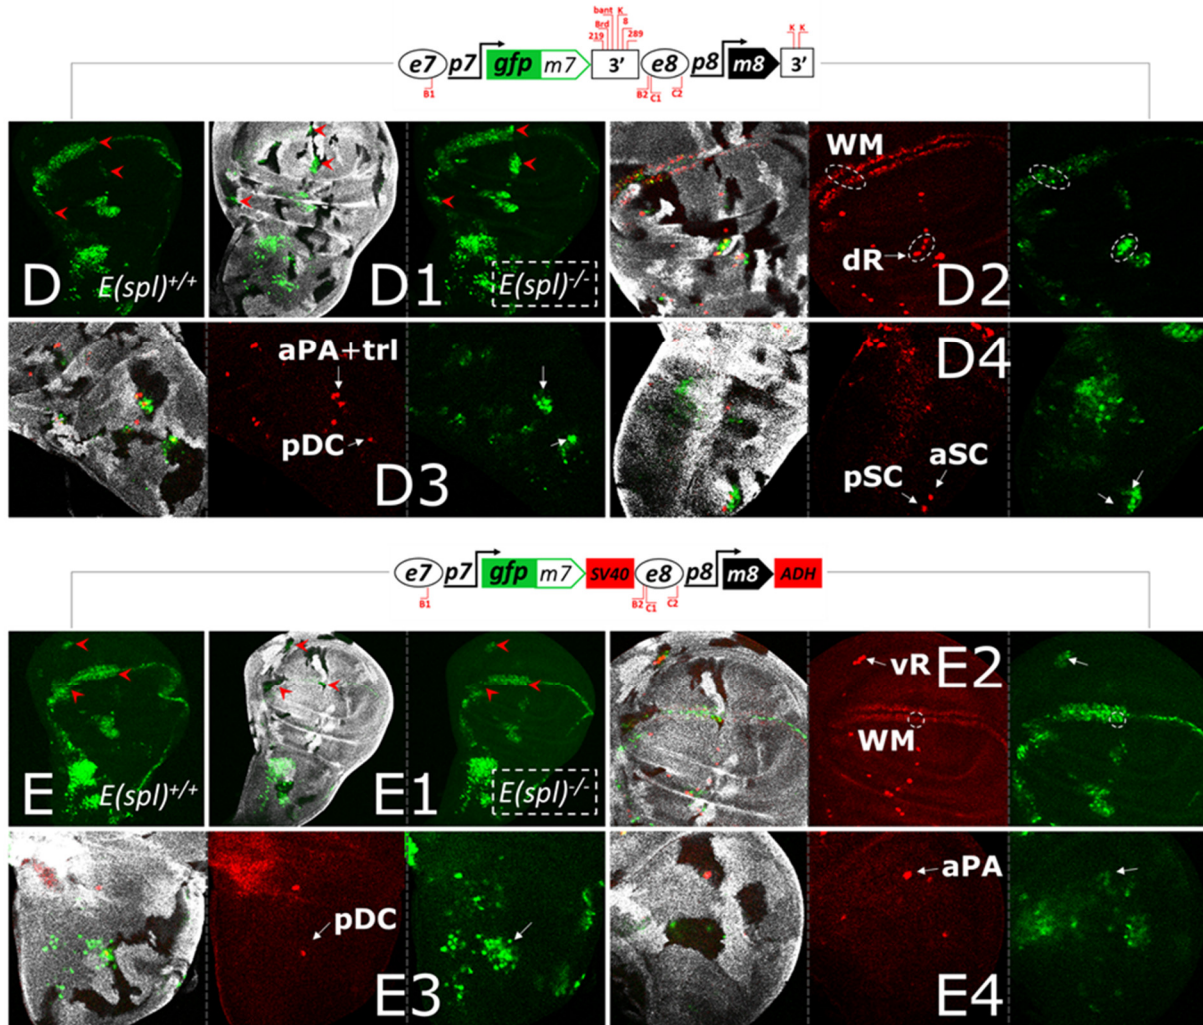 bant K
Brd 8
219 289 K K
e7 p7 gfp m7 3' e8 p8 m8 3'
B1 B2 C1 C2
WM
dR
D E(spl)+/+ D1 E(spl)-/- D2
aPA+trl
pDC
D3
D4
aSC
pSC
e7 p7 gfp m7 SV40 e8 p8 m8 ADH
B1 B2 C1 C2
vR E2
WM
E E(spl)+/+ E1 E(spl)-/-
pDC
E3
aPA
E4